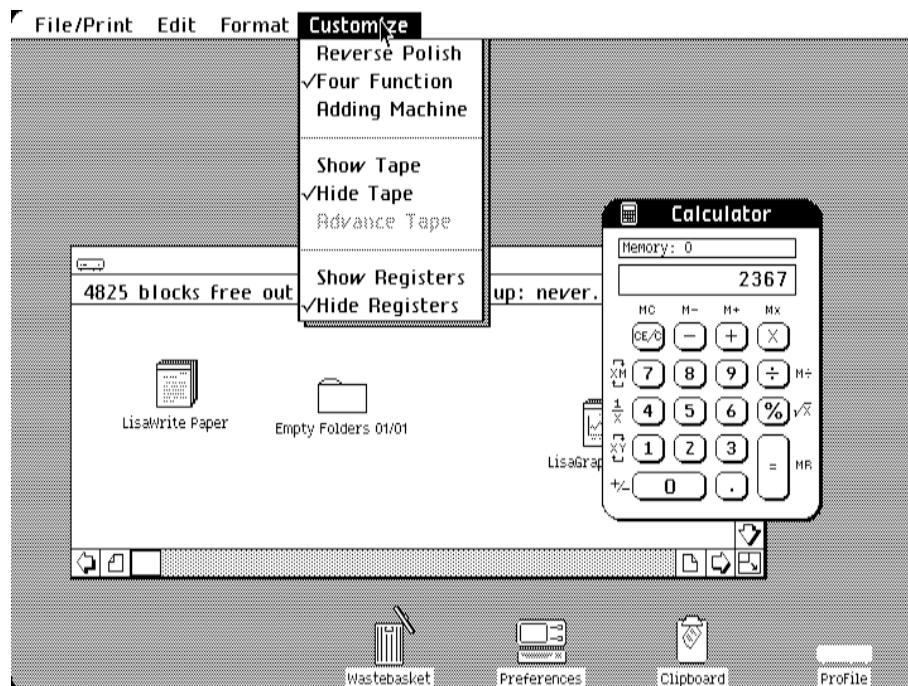 File/Print Edit Format Customize
Reverse Polish
✓Four Function
Adding Machine
Show Tape
✓Hide Tape
Advance Tape
Show Registers
✓Hide Registers
4825 blocks free out
up: never.
LisaWrite Paper
Empty Folders 01/01
LisaGrap
Calculator
Memory: 0
2367
MC M- M+ Mx
CE/C − + X
XM 7 8 9 ÷ M÷
1/X 4 5 6 % √x
XY 1 2 3 = MR
+/- 0 .
Wastebasket
Preferences
Clipboard
ProFile